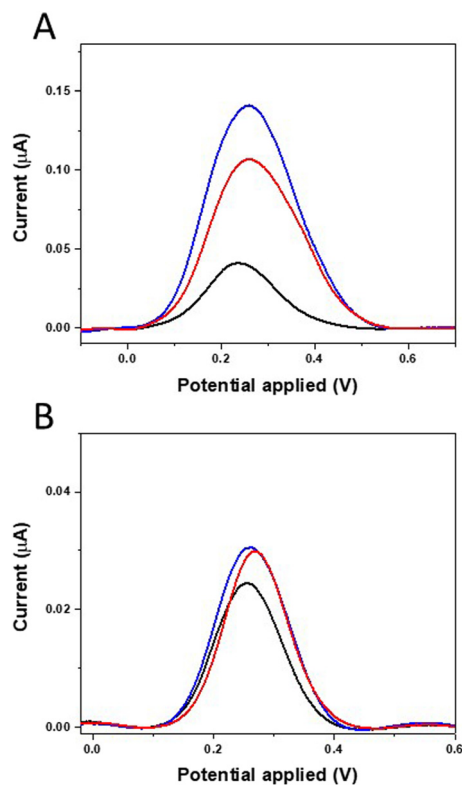 A
Current (μA)
0.15
0.10
0.05
0.00
0.0 0.2 0.4 0.6
Potential applied (V)
B
Current (μA)
0.04
0.02
0.00
0.0 0.2 0.4 0.6
Potential applied (V)